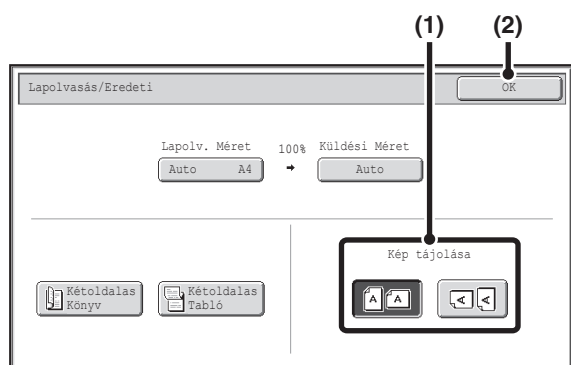 (1) (2)
Lapolvasás/Eredeti OK
Lapolv. Méret 100% Küldési Méret
Auto A4 → Auto
Kép tájolása
Kétoldalas Könyv
Kétoldalas Tabló
A A A A